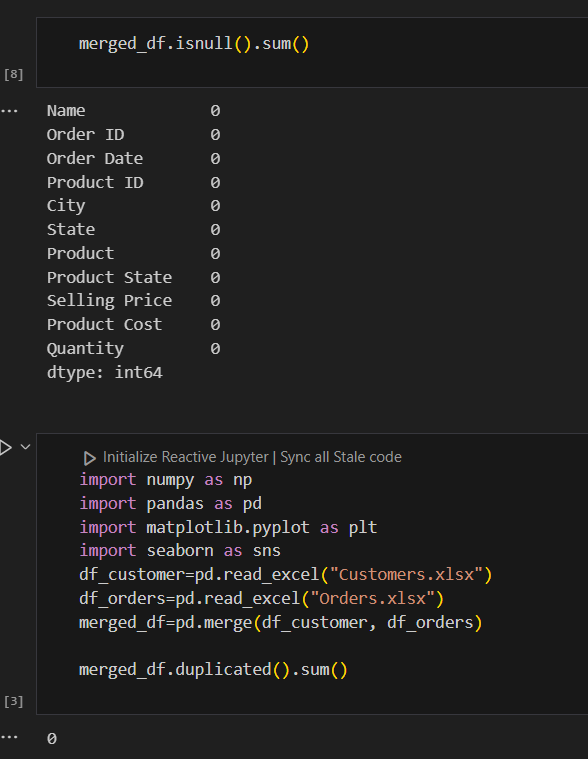 merged_df.isnull().sum()
[8]
... Name 0
Order ID 0
Order Date 0
Product ID 0
City 0
State 0
Product 0
Product State 0
Selling Price 0
Product Cost 0
Quantity 0
dtype: int64
Initialize Reactive Jupyter | Sync all Stale code
import numpy as np
import pandas as pd
import matplotlib.pyplot as plt
import seaborn as sns
df_customer=pd.read_excel("Customers.xlsx")
df_orders=pd.read_excel("Orders.xlsx")
merged_df=pd.merge(df_customer, df_orders)
merged_df.duplicated().sum()
[3]
... 0